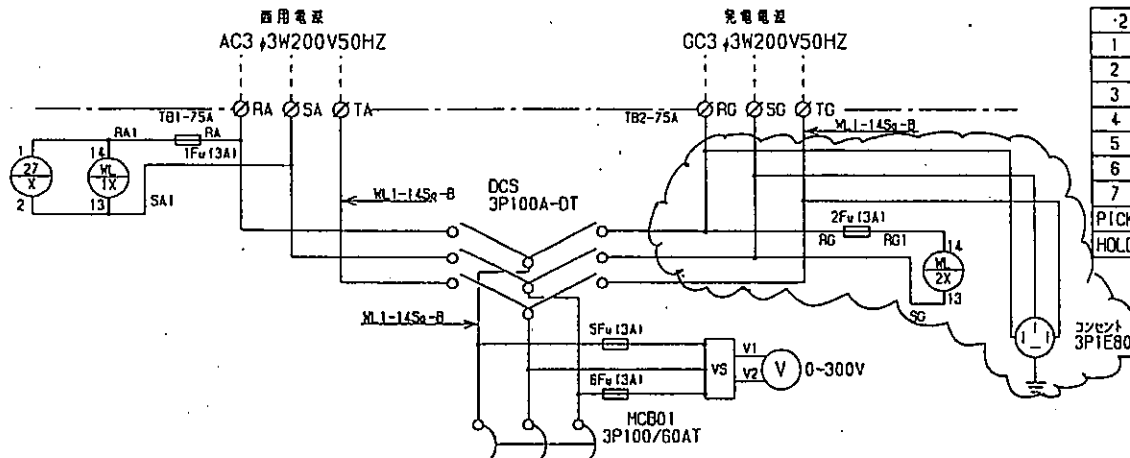 商用電源
AC3φ3W200V50HZ
発電電源
GC3φ3W200V50HZ
TB1-75A
RA
SA
TA
TB2-75A
RG
SG
TG
RA1
RA
1Fu(3A)
SA1
1
27
X
2
14
WL
1X
13
WL1-14Sq-B
DCS
3P100A-DT
WL1-14Sq-B
WL1-14Sq-B
2Fu(3A)
RG
RG1
14
WL
2X
13
SG
コンセント
3P1E80
5Fu(3A)
6Fu(3A)
VS
V1
V2
V
0~300V
MCB01
3P100/60AT
2
1
2
3
4
5
6
7
PICK
HOLD